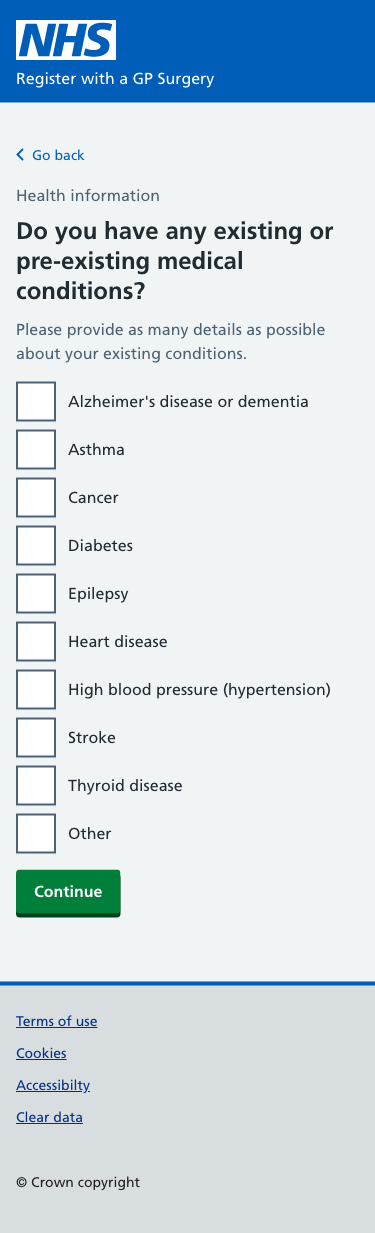 NHS
Register with a GP Surgery
Go back
Health information
Do you have any existing or
pre-existing medical
conditions?
Please provide as many details as possible
about your existing conditions.
Alzheimer's disease or dementia
Asthma
Cancer
Diabetes
Epilepsy
Heart disease
High blood pressure (hypertension)
Stroke
Thyroid disease
Other
Continue
Terms of use
Cookies
Accessibilty
Clear data
© Crown copyright